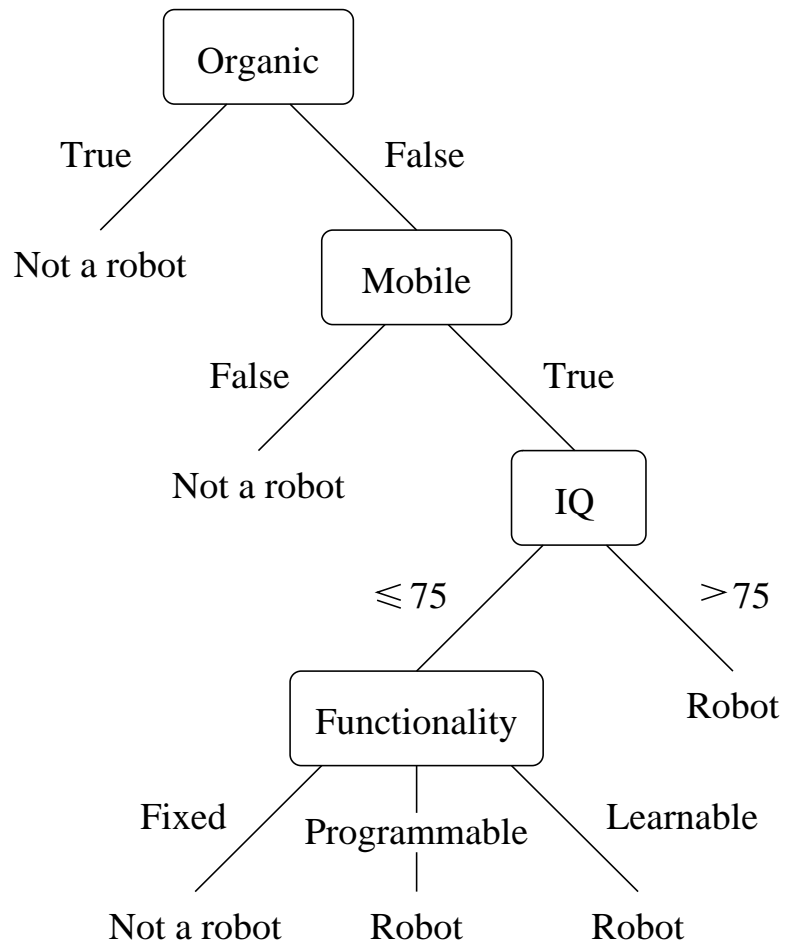 Organic
True
False
Not a robot
Mobile
False
True
Not a robot
IQ
⩽ 75
> 75
Functionality
Robot
Fixed
Programmable
Learnable
Not a robot
Robot
Robot